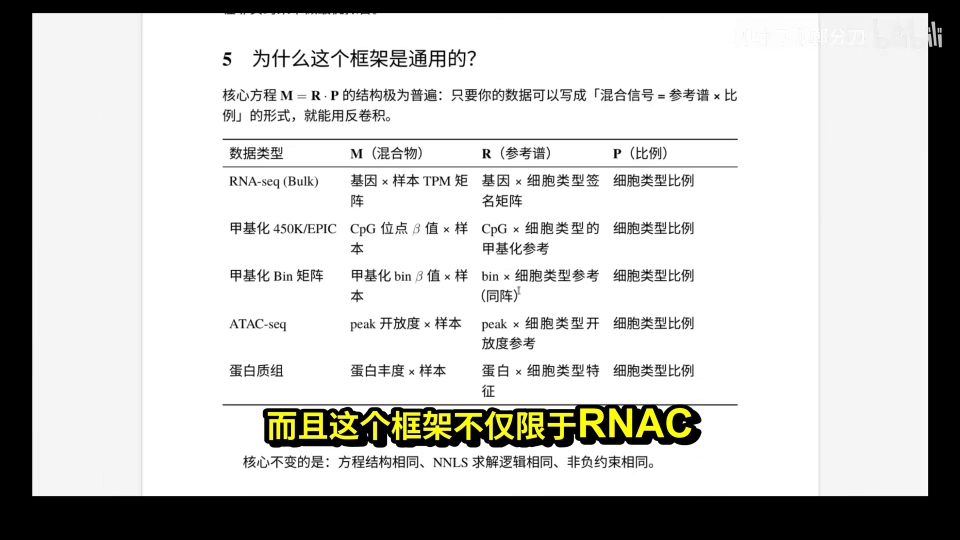 5 为什么这个框架是通用的？
核心方程 M = R · P 的结构极为普遍：只要你的数据可以写成「混合信号 = 参考谱 × 比
例」的形式，就能用反卷积。
数据类型 M（混合物） R（参考谱） P（比例）
RNA-seq (Bulk) 基因 × 样本 TPM 矩 基因 × 细胞类型签 细胞类型比例
阵 名矩阵
甲基化 450K/EPIC CpG 位点 β 值 × 样 CpG × 细胞类型的 细胞类型比例
本 甲基化参考
甲基化 Bin 矩阵 甲基化 bin β 值 × 样 bin × 细胞类型参考 细胞类型比例
本 （同阵）
ATAC-seq peak 开放度 × 样本 peak × 细胞类型开 细胞类型比例
放度参考
蛋白质组 蛋白丰度 × 样本 蛋白 × 细胞类型特 细胞类型比例
征
而且这个框架不仅限于RNAC
核心不变的是：方程结构相同、NNLS 求解逻辑相同、非负约束相同。